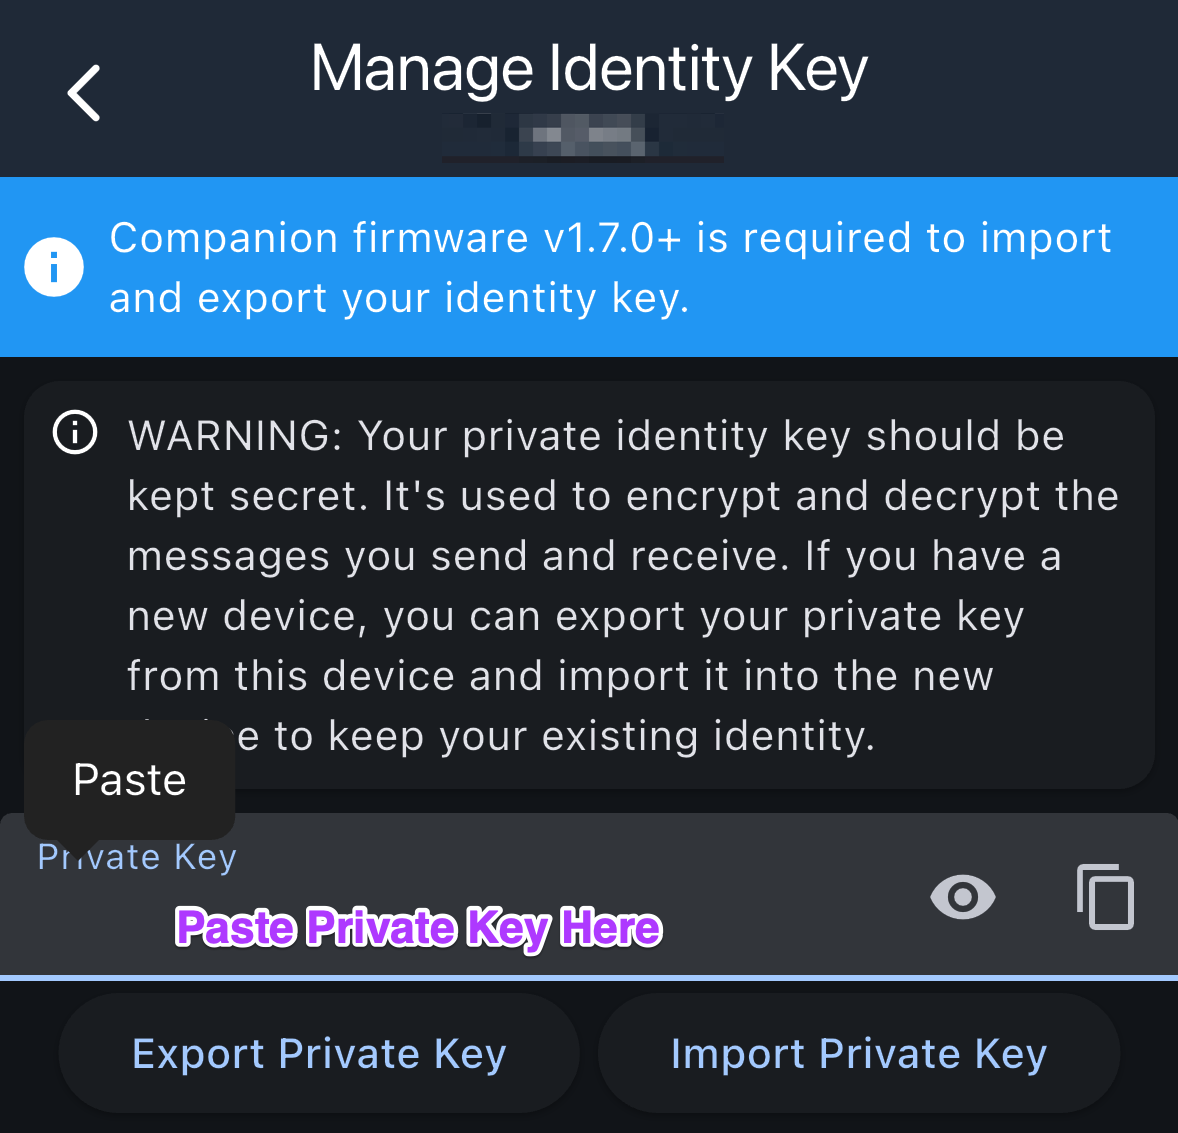 Manage Identity Key
Companion firmware v1.7.0+ is required to import
and export your identity key.
WARNING: Your private identity key should be
kept secret. It's used to encrypt and decrypt the
messages you send and receive. If you have a
new device, you can export your private key
from this device and import it into the new
to keep your existing identity.
Paste
Private Key
Paste Private Key Here
Export Private Key
Import Private Key